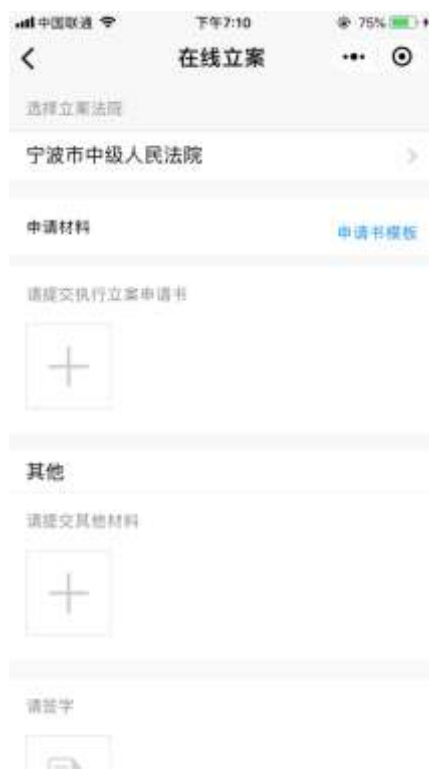 中国联通 下午7:10 75%
在线立案
选择立案法院
宁波市中级人民法院
申请材料 申请书模板
请提交执行立案申请书
其他
请提交其他材料
请签字